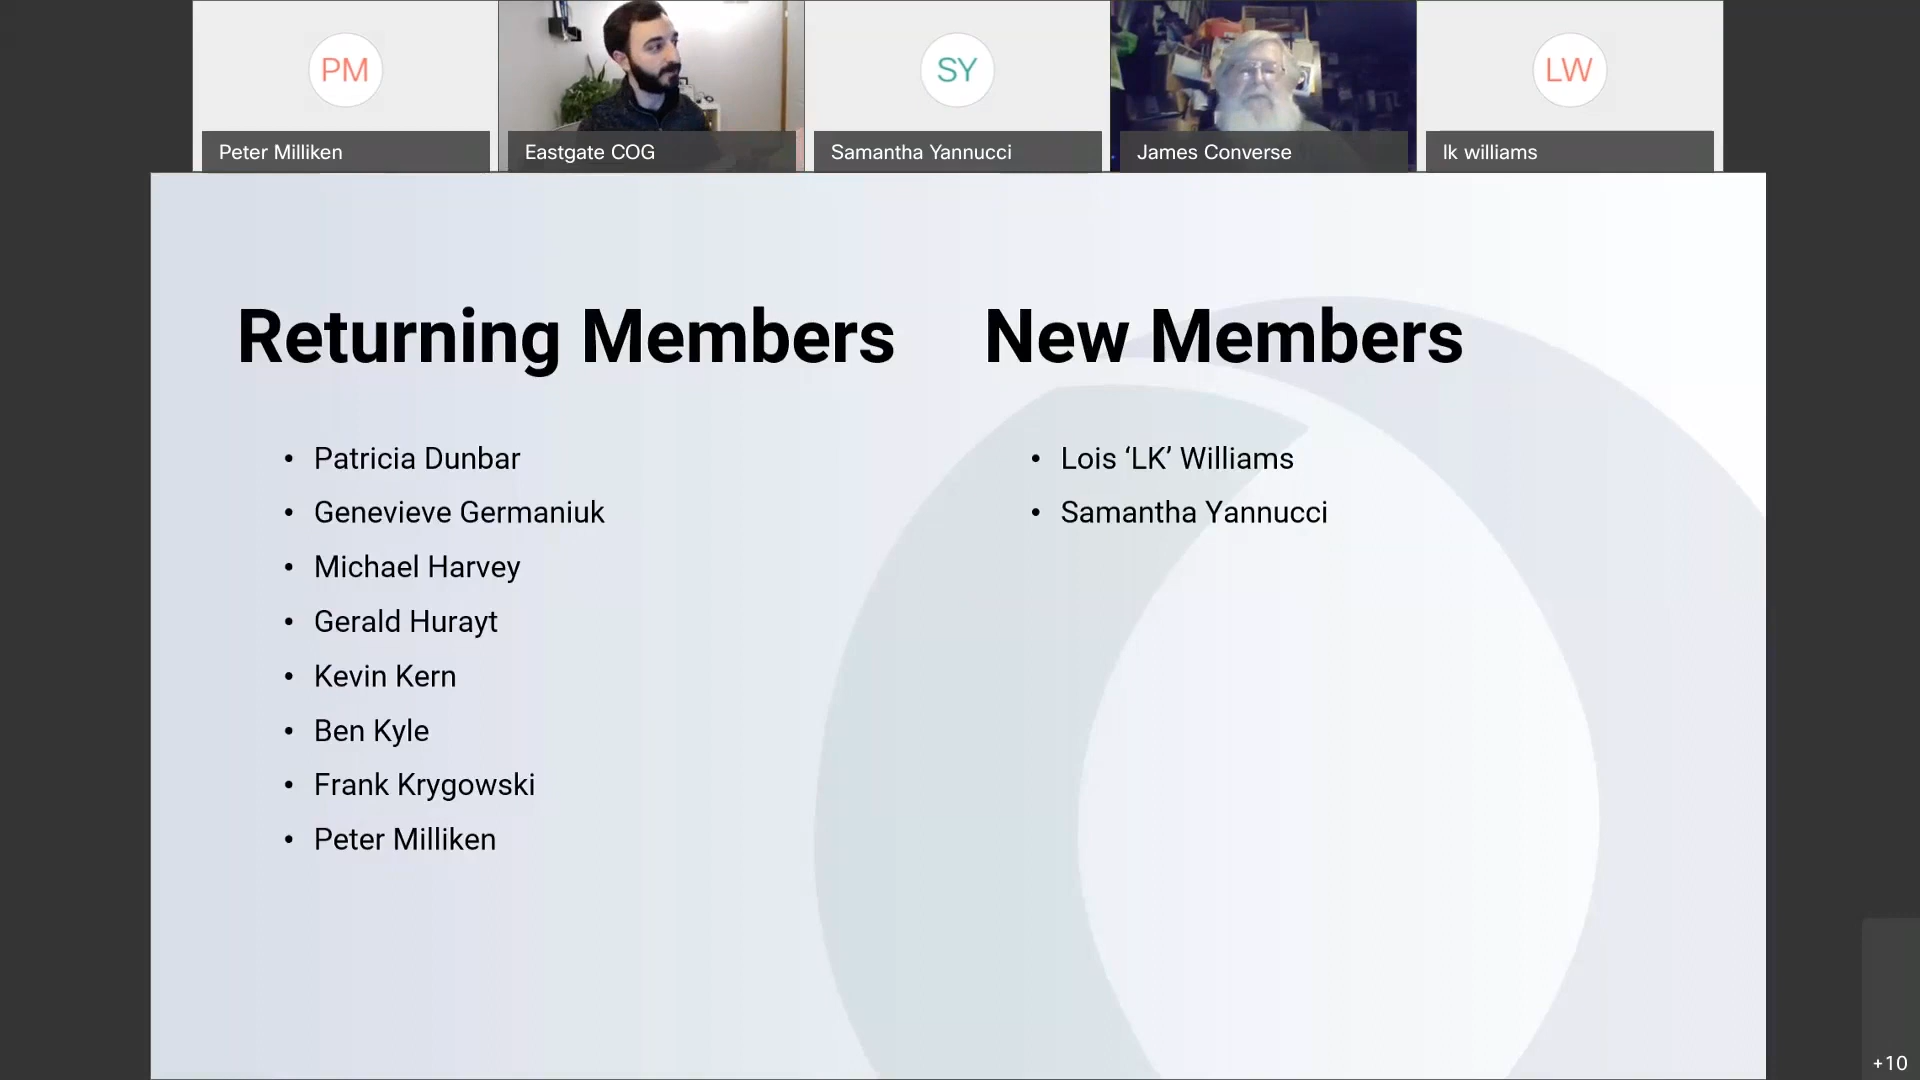 PM
SY
LW
Peter Milliken
Eastgate COG
Samantha Yannucci
James Converse
lk williams
Returning Members
• Patricia Dunbar
• Genevieve Germaniuk
• Michael Harvey
• Gerald Hurayt
• Kevin Kern
• Ben Kyle
• Frank Krygowski
• Peter Milliken
New Members
• Lois ‘LK’ Williams
• Samantha Yannucci
+10